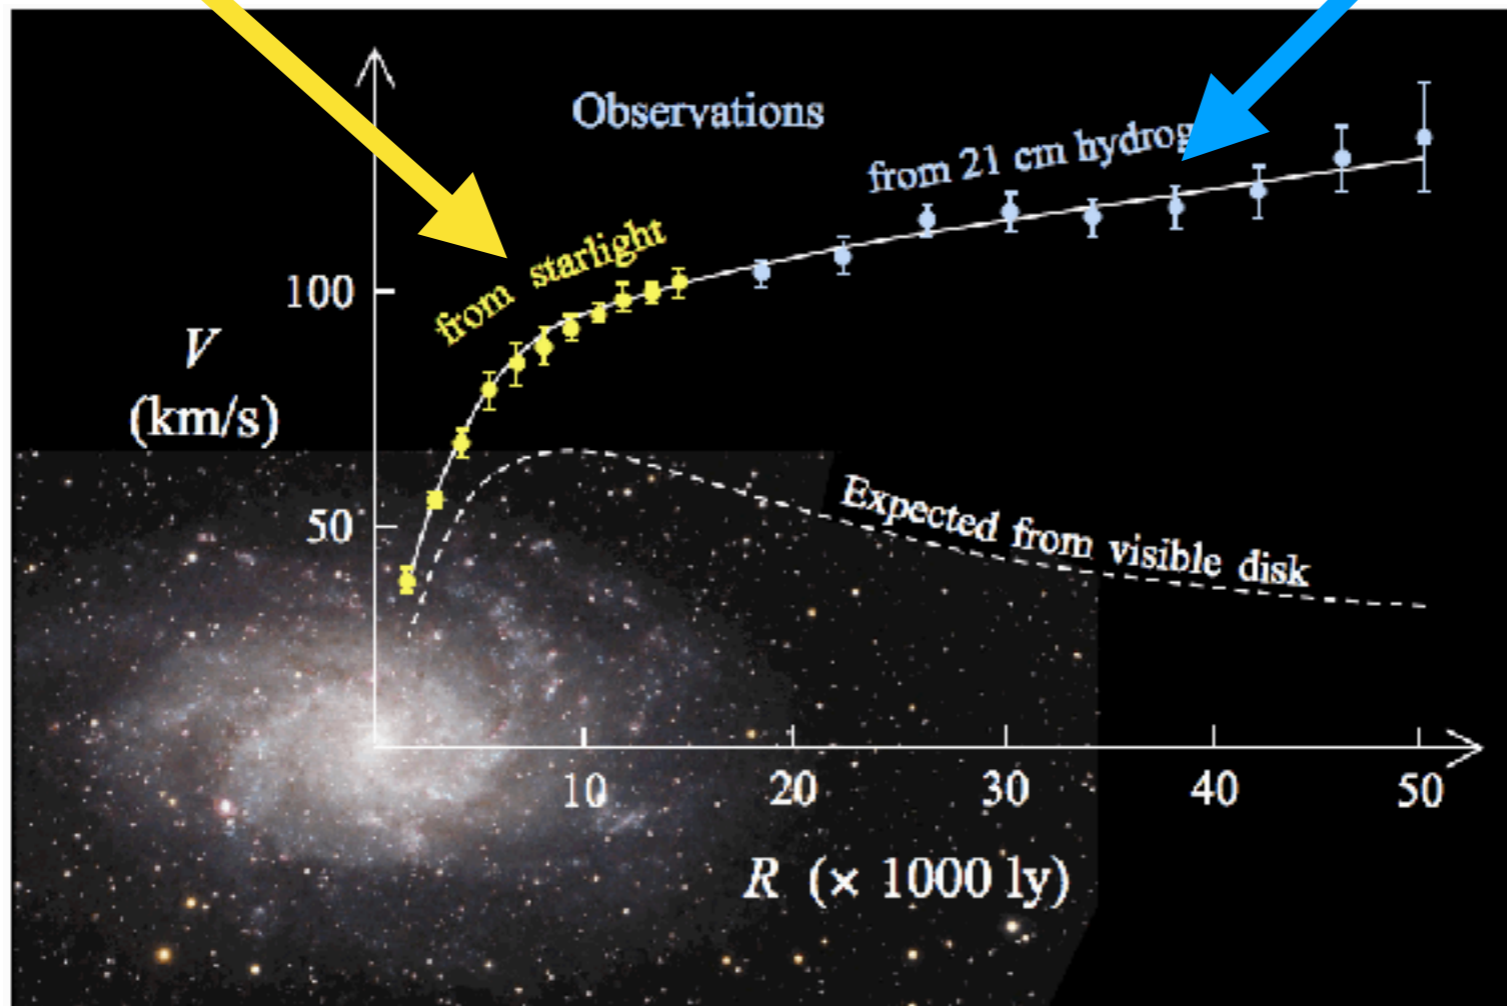 Observations
from 21 cm hydrog
from starlight
100
V
(km/s)
50
Expected from visible disk
10 20 30 40 50
R (× 1000 ly)